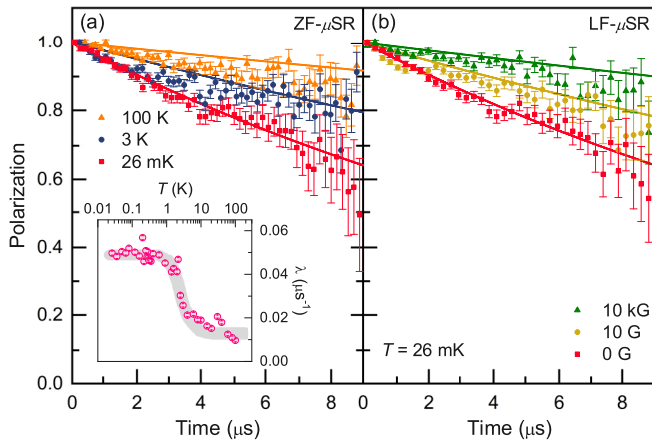 (a) ZF-μSR
(b) LF-μSR
1.0
0.8
0.6
0.4
0.2
0.0
Polarization
100 K
3 K
26 mK
T (K)
0.01 0.1 1 10 100
0.06
0.04
0.02
0.00
λ (μs⁻¹)
0 2 4 6 8
Time (μs)
10 kG
10 G
0 G
T = 26 mK
0 2 4 6 8
Time (μs)